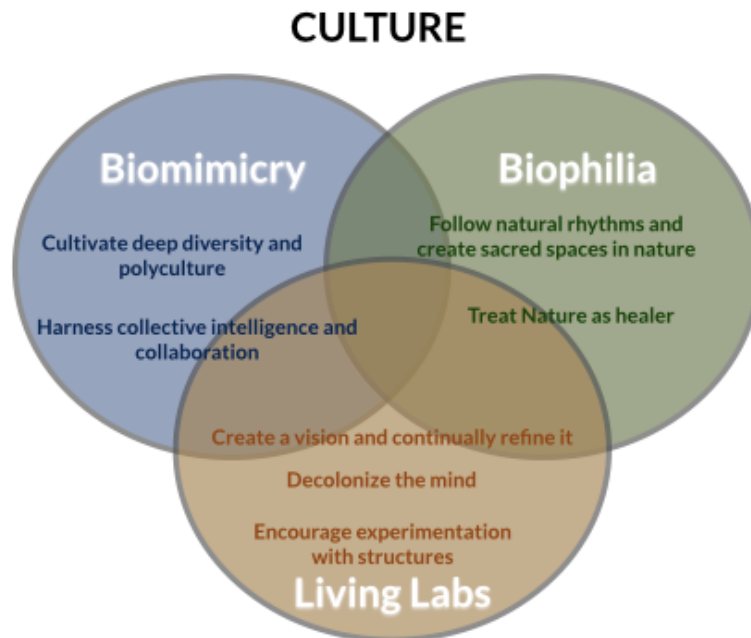 CULTURE
Biomimicry
Cultivate deep diversity and
polyculture
Harness collective intelligence and
collaboration
Biophilia
Follow natural rhythms and
create sacred spaces in nature
Treat Nature as healer
Create a vision and continually refine it
Decolonize the mind
Encourage experimentation
with structures
Living Labs